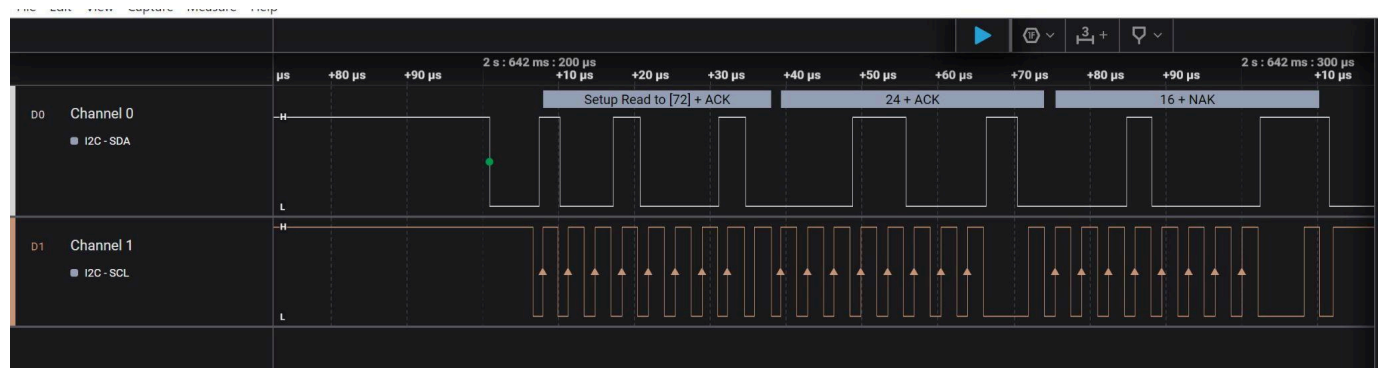 File Edit View Capture Measure Help
1F 3 +
2 s : 642 ms : 200 µs 2 s : 642 ms : 300 µs
µs +80 µs +90 µs +10 µs +20 µs +30 µs +40 µs +50 µs +60 µs +70 µs +80 µs +90 µs +10 µs
Setup Read to [72] + ACK 24 + ACK 16 + NAK
D0 Channel 0 H
I2C - SDA
L
H
D1 Channel 1
I2C - SCL
L